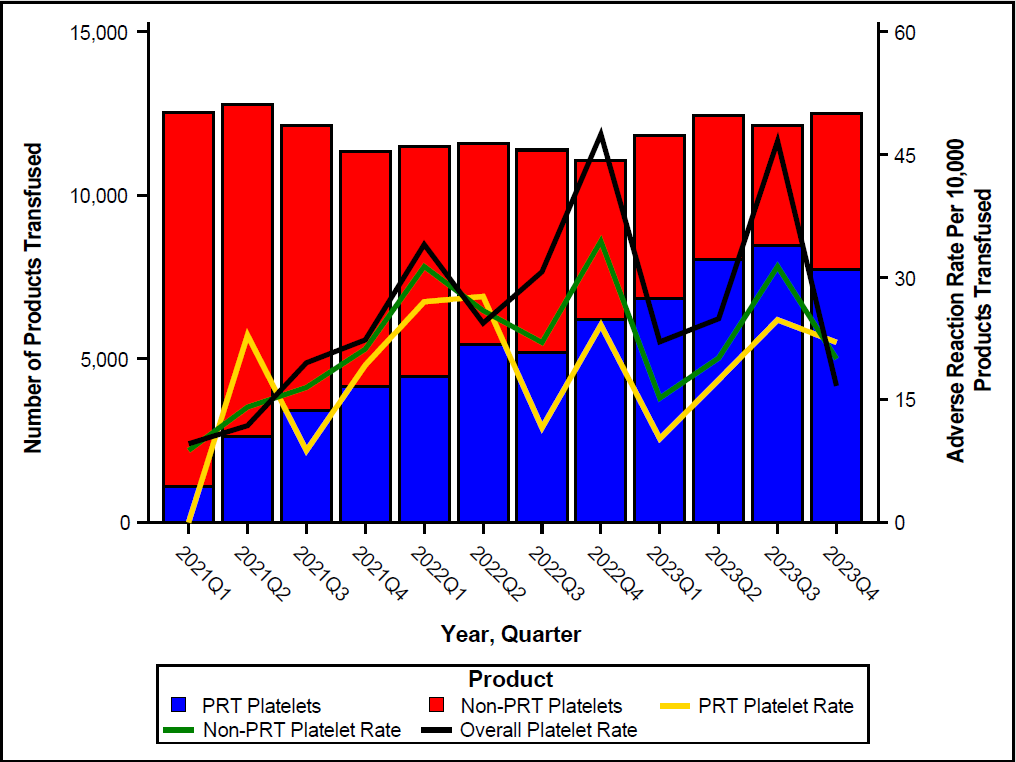 15,000
10,000
5,000
0
Number of Products Transfused
60
45
30
15
0
Adverse Reaction Rate Per 10,000
Products Transfused
2021Q1
2021Q2
2021Q3
2021Q4
2022Q1
2022Q2
2022Q3
2022Q4
2023Q1
2023Q2
2023Q3
2023Q4
Year, Quarter
Product
PRT Platelets
Non-PRT Platelets
PRT Platelet Rate
Non-PRT Platelet Rate
Overall Platelet Rate